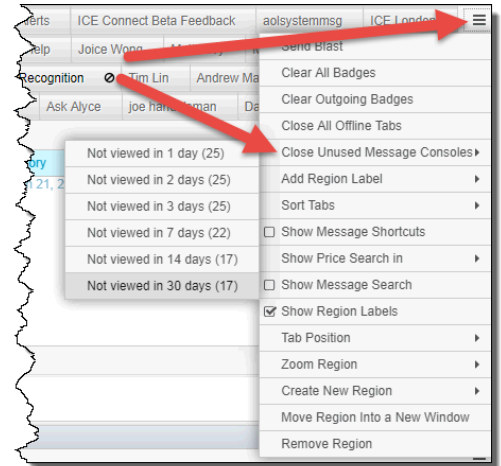 ICE Connect Beta Feedback aolsystemmsg ICE London
Send Blast
Joice Wong
Clear All Badges
Recognition Tim Lin Andrew
Clear Outgoing Badges
Ask Alyce joe
Close All Offline Tabs
Close Unused Message Consoles
Not viewed in 1 day (25)
Not viewed in 2 days (25)
Not viewed in 3 days (25)
Not viewed in 7 days (22)
Not viewed in 14 days (17)
Not viewed in 30 days (17)
Add Region Label
Sort Tabs
Show Message Shortcuts
Show Price Search in
Show Message Search
Show Region Labels
Tab Position
Zoom Region
Create New Region
Move Region Into a New Window
Remove Region